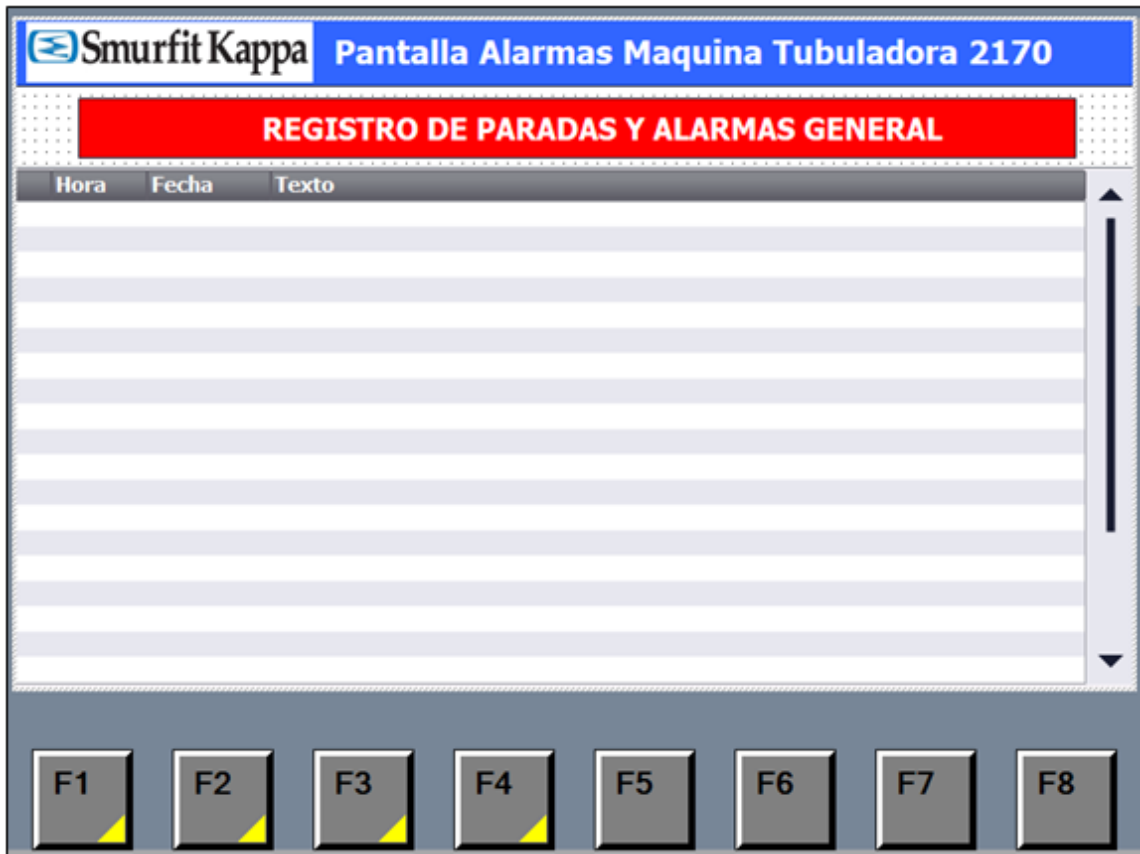 Smurfit Kappa Pantalla Alarmas Maquina Tubuladora 2170
REGISTRO DE PARADAS Y ALARMAS GENERAL
Hora Fecha Texto
F1 F2 F3 F4 F5 F6 F7 F8